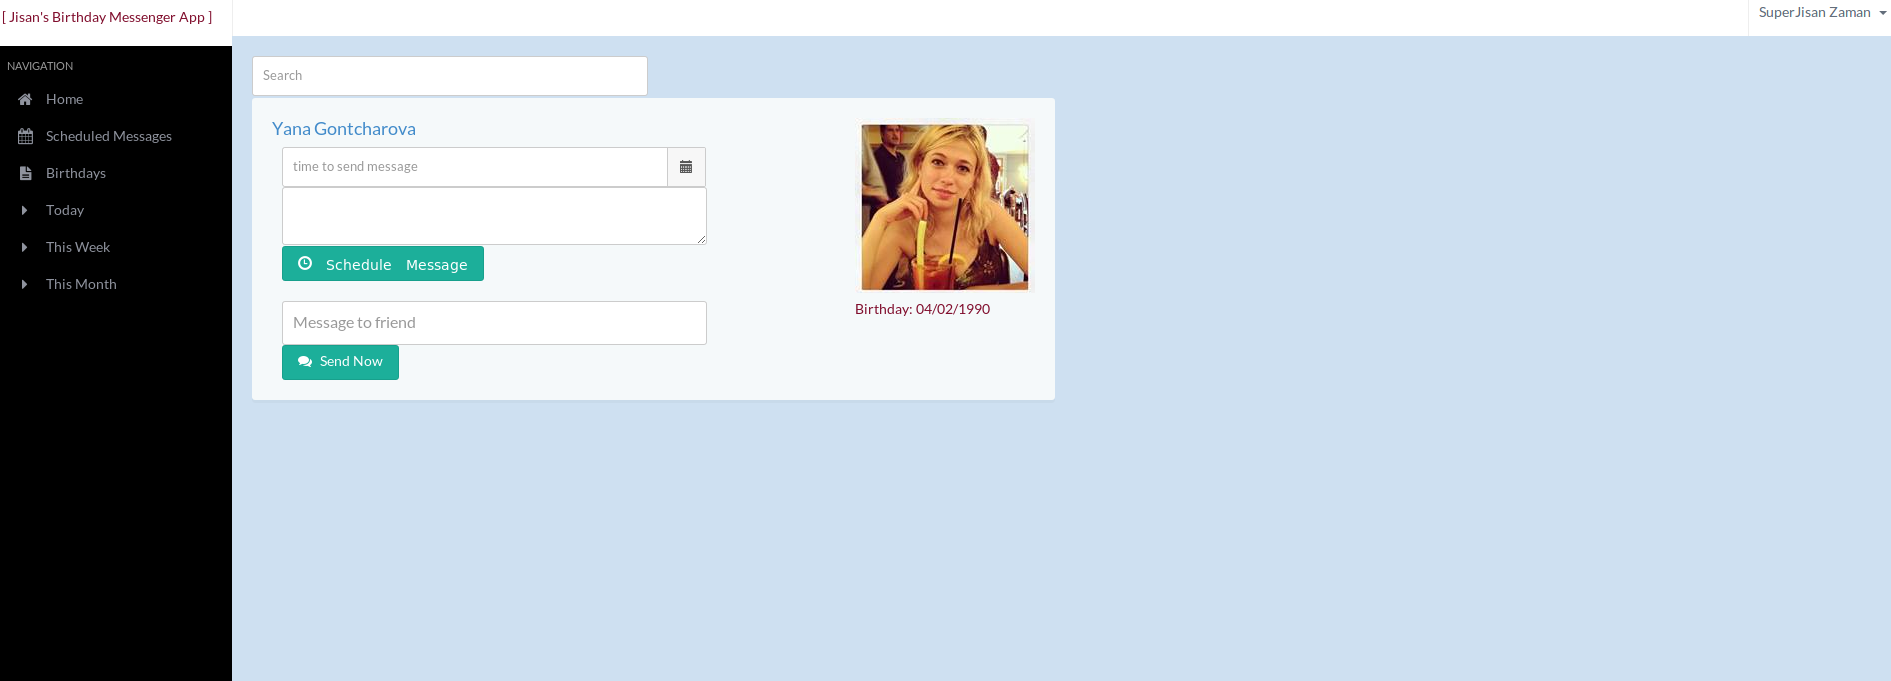 [ Jisan's Birthday Messenger App ]
SuperJisan Zaman
NAVIGATION
Home
Scheduled Messages
Birthdays
Today
This Week
This Month
Search
Yana Gontcharova
time to send message
Schedule Message
Message to friend
Send Now
Birthday: 04/02/1990